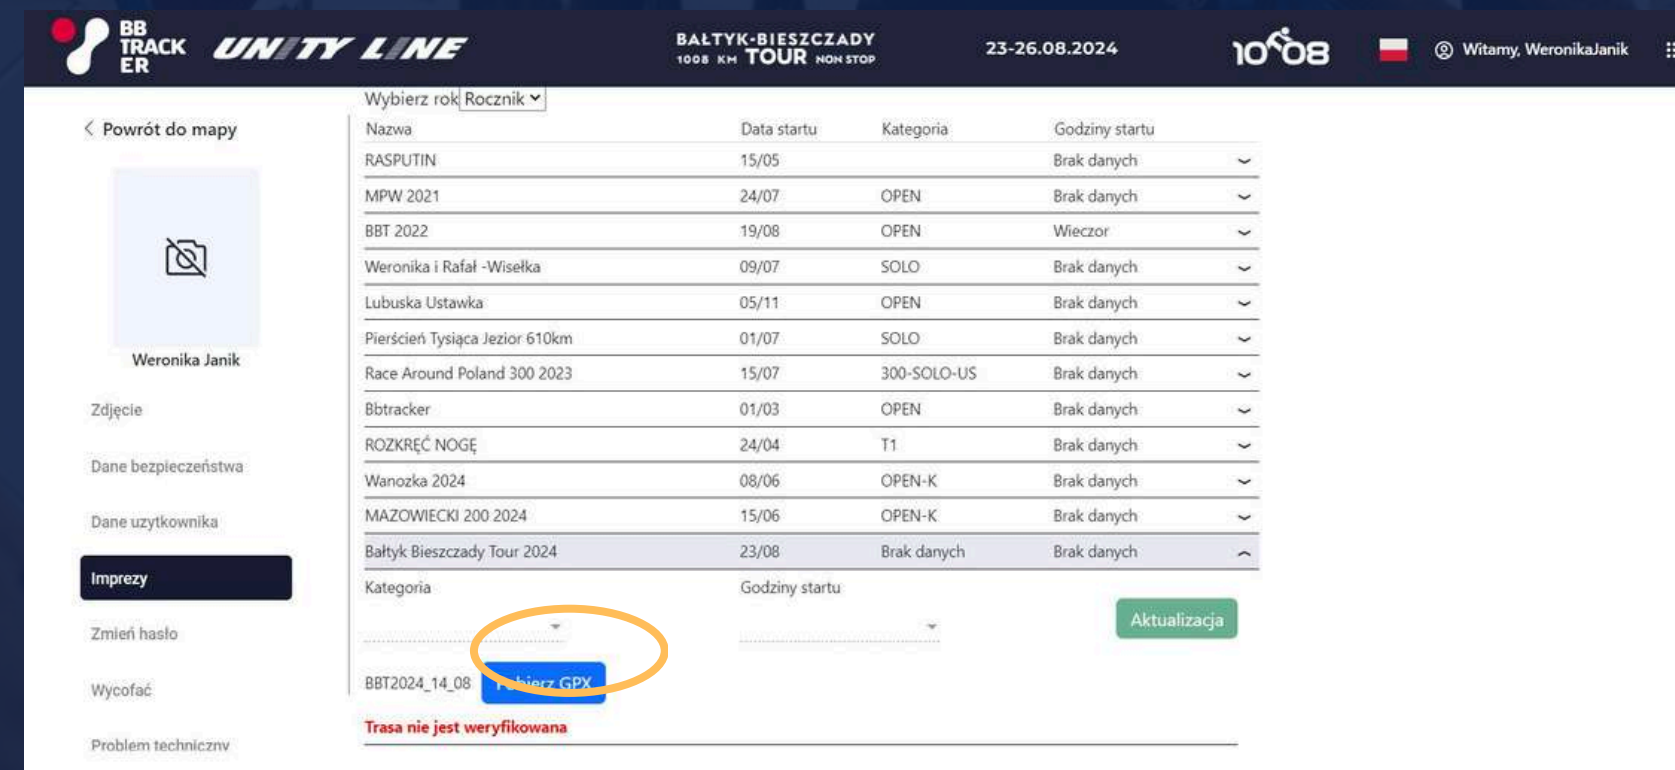 BB
TRACK
ER
UNITY LINE
BAŁTYK-BIESZCZADY
1008 KM TOUR NON STOP
23-26.08.2024
1008
Witamy, WeronikaJanik
Wybierz rok Rocznik
Powrót do mapy
Nazwa Data startu Kategoria Godziny startu
RASPUTIN 15/05 Brak danych
MPW 2021 24/07 OPEN Brak danych
BBT 2022 19/08 OPEN Wieczor
Weronika i Rafał -Wisełka 09/07 SOLO Brak danych
Lubuska Ustawka 05/11 OPEN Brak danych
Pierścień Tysiąca Jezior 610km 01/07 SOLO Brak danych
Weronika Janik
Race Around Poland 300 2023 15/07 300-SOLO-US Brak danych
Zdjęcie
Bbtracker 01/03 OPEN Brak danych
ROZKRĘĆ NOGĘ 24/04 T1 Brak danych
Dane bezpieczeństwa
Wanozka 2024 08/06 OPEN-K Brak danych
Dane uzytkownika
MAZOWIECKI 200 2024 15/06 OPEN-K Brak danych
Bałtyk Bieszczady Tour 2024 23/08 Brak danych Brak danych
Imprezy
Kategoria Godziny startu
Aktualizacja
Zmień hasło
BBT2024_14_08 Pobierz GPX
Wycofać
Trasa nie jest weryfikowana
Problem techniczny